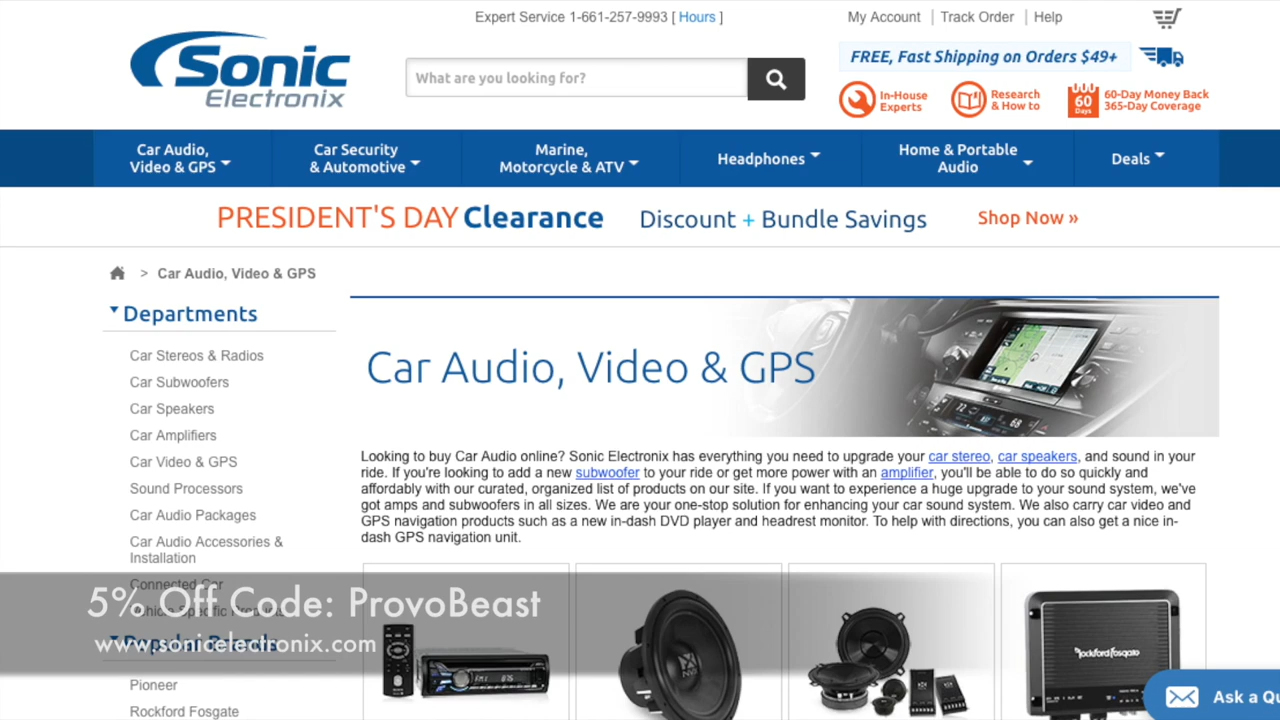 Expert Service 1-661-257-9993 [ Hours ]
My Account
Track Order
Help
Sonic
Electronix
What are you looking for?
FREE, Fast Shipping on Orders $49+
In-House
Experts
Research
& How to
60
Days
60-Day Money Back
365-Day Coverage
Car Audio,
Video & GPS
Car Security
& Automotive
Marine,
Motorcycle & ATV
Headphones
Home & Portable
Audio
Deals
PRESIDENT'S DAY Clearance
Discount + Bundle Savings
Shop Now »
> Car Audio, Video & GPS
Departments
Car Stereos & Radios
Car Subwoofers
Car Speakers
Car Amplifiers
Car Video & GPS
Sound Processors
Car Audio Packages
Car Audio Accessories &
Installation
Connected Car
Car Audio, Video & GPS
Looking to buy Car Audio online? Sonic Electronix has everything you need to upgrade your car stereo, car speakers, and sound in your
ride. If you're looking to add a new subwoofer to your ride or get more power with an amplifier, you'll be able to do so quickly and
affordably with our curated, organized list of products on our site. If you want to experience a huge upgrade to your sound system, we've
got amps and subwoofers in all sizes. We are your one-stop solution for enhancing your car sound system. We also carry car video and
GPS navigation products such as a new in-dash DVD player and headrest monitor. To help with directions, you can also get a nice in-
dash GPS navigation unit.
5% Off Code: ProvoBeast
www.sonicelectronix.com
Pioneer
Rockford Fosgate
rockford fosgate
Ask a Qu